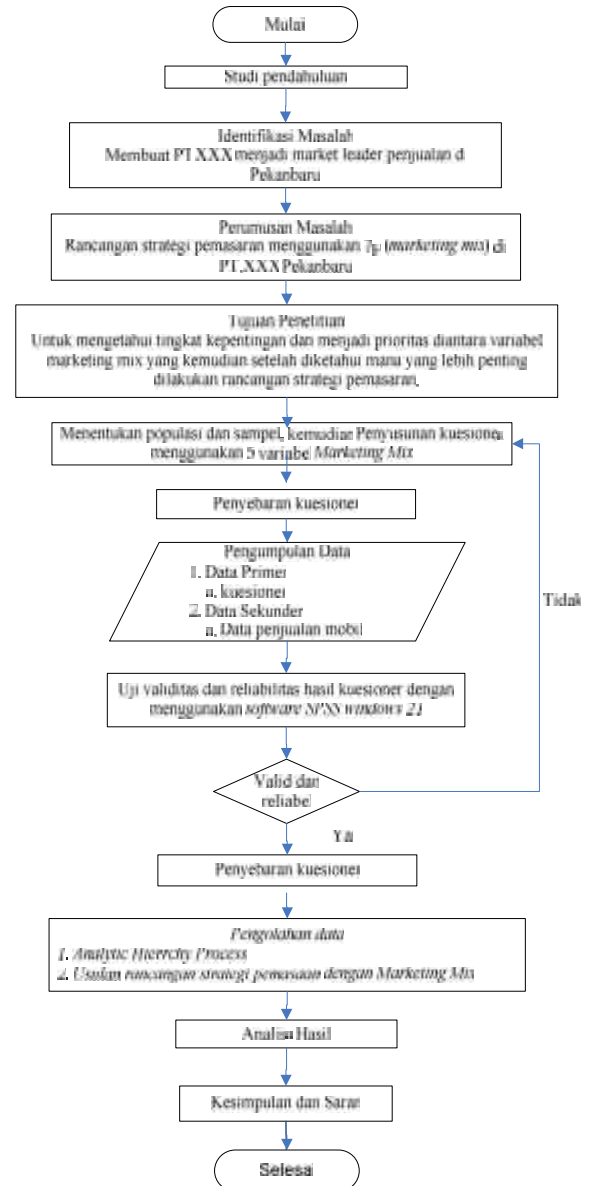 Mulai
Studi pendahuluan
Identifikasi Masalah
Membuat PT XXX menjadi market leader penjualan d
Pekanbaru
Perumusan Masalah
Rancangan strategi pemasaran menggunakan 7p (marketing mix) di
PT.XXX Pekanbaru
Tujuan Penelitian
Untuk mengetahui tingkat kepentingan dan menjadi prioritas diantara variabel
marketing mix yang kemudian setelah diketahui mana yang lebih penting
dilakukan rancangan strategi pemasaran.
Menentukan populasi dan sampel, kemudian Penyusunan kuesioner
menggunakan 5 variabel Marketing Mix
Penyebaran kuesioner
Pengumpulan Data
1. Data Primer
a. kuesioner
2. Data Sekunder
a. Data penjualan mobil
Tidak
Uji validitas dan reliabilitas hasil kuesioner dengan
menggunakan software SPSS windows 21
Valid dan
reliabel
Ya
Penyebaran kuesioner
Pengolahan data
1. Analytic Hierrchy Process
2. Usulan rancangan strategi pemasaan dengan Marketing Mix
Analisa Hasil
Kesimpulan dan Saran
Selesai